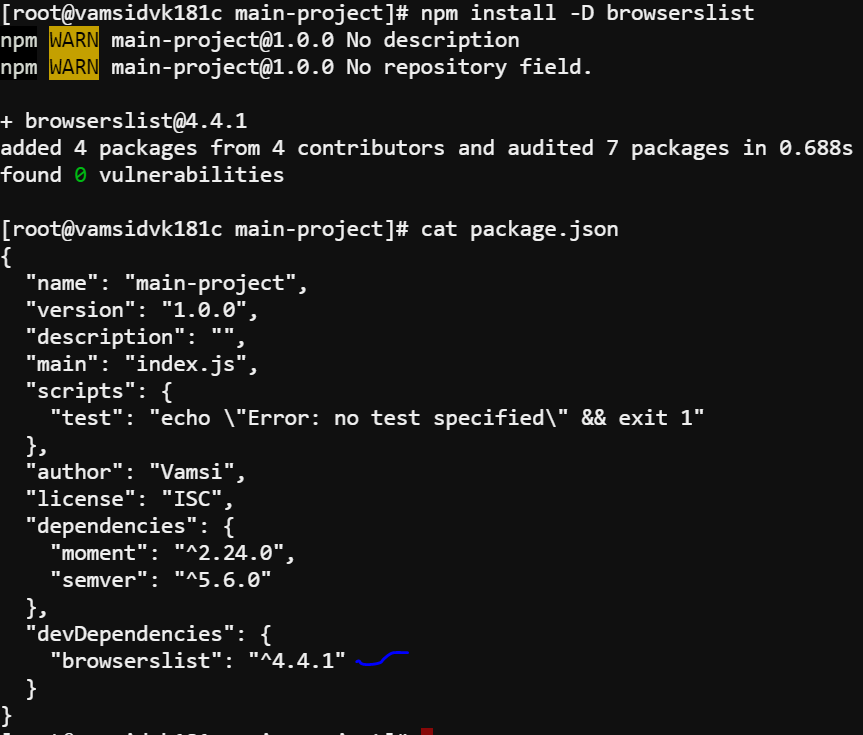 [root@vamsidvk181c main-project]# npm install -D browserslist
npm WARN main-project@1.0.0 No description
npm WARN main-project@1.0.0 No repository field.

+ browserslist@4.4.1
added 4 packages from 4 contributors and audited 7 packages in 0.688s
found 0 vulnerabilities

[root@vamsidvk181c main-project]# cat package.json
{
  "name": "main-project",
  "version": "1.0.0",
  "description": "",
  "main": "index.js",
  "scripts": {
    "test": "echo \"Error: no test specified\" && exit 1"
  },
  "author": "Vamsi",
  "license": "ISC",
  "dependencies": {
    "moment": "^2.24.0",
    "semver": "^5.6.0"
  },
  "devDependencies": {
    "browserslist": "^4.4.1"
  }
}